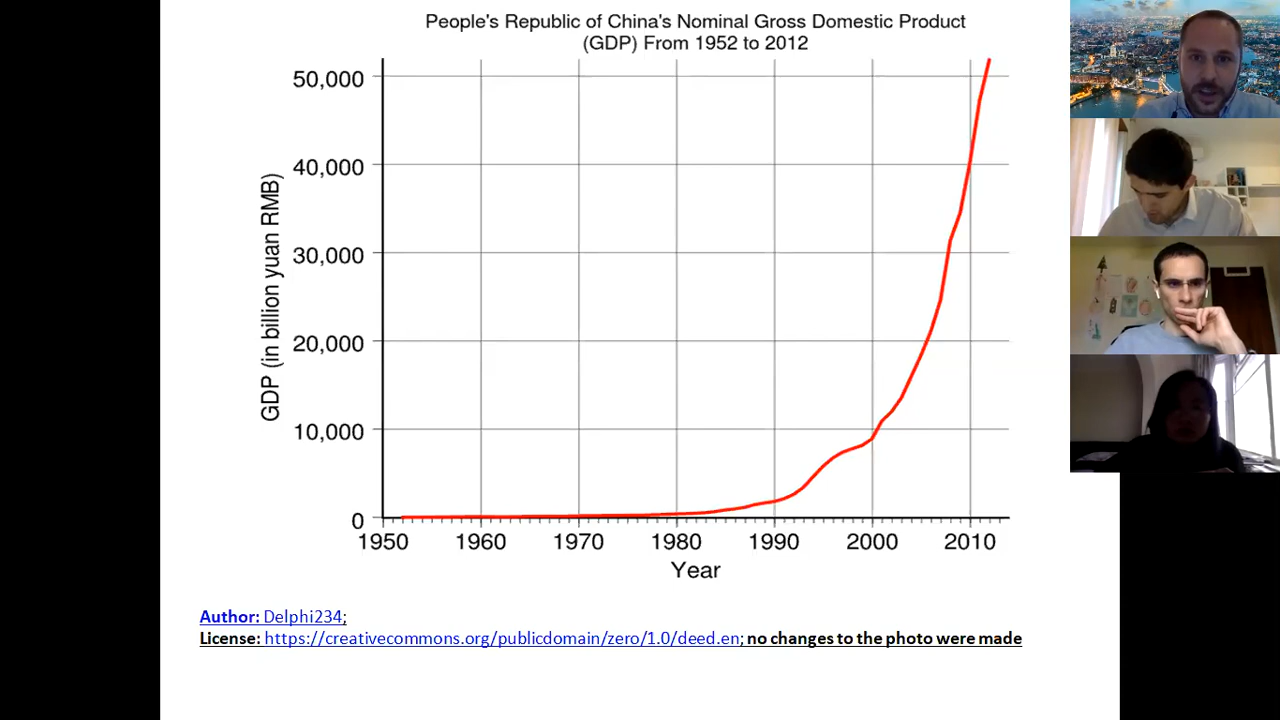 People's Republic of China's Nominal Gross Domestic Product
(GDP) From 1952 to 2012
GDP (in billion yuan RMB)
50,000
40,000
30,000
20,000
10,000
0
1950 1960 1970 1980 1990 2000 2010
Year
Author: Delphi234;
License: https://creativecommons.org/publicdomain/zero/1.0/deed.en; no changes to the photo were made